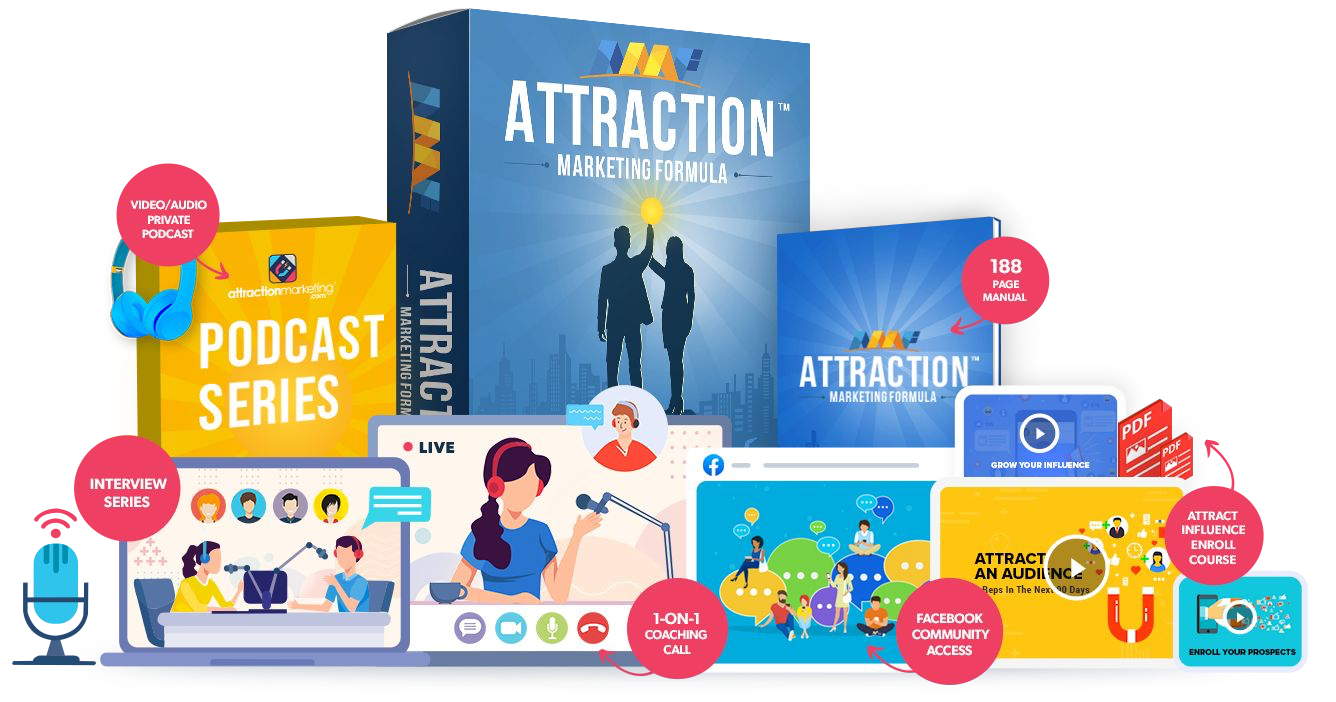 ATTRACTION™
MARKETING FORMULA
ATTRACT
MARKETING FORM
VIDEO/AUDIO
PRIVATE
PODCAST
attractionmarketing
.com
PODCAST
SERIES
188
PAGE
MANUAL
ATTRACTION™
MARKETING FORMULA
LIVE
INTERVIEW
SERIES
GROW YOUR INFLUENCE
PDF
PDF
ATTRACT
INFLUENCE
ENROLL
COURSE
ATTRACT
AN AUDIENCE
Reps In The Next 90 Days
1-ON-1
COACHING
CALL
FACEBOOK
COMMUNITY
ACCESS
ENROLL YOUR PROSPECTS